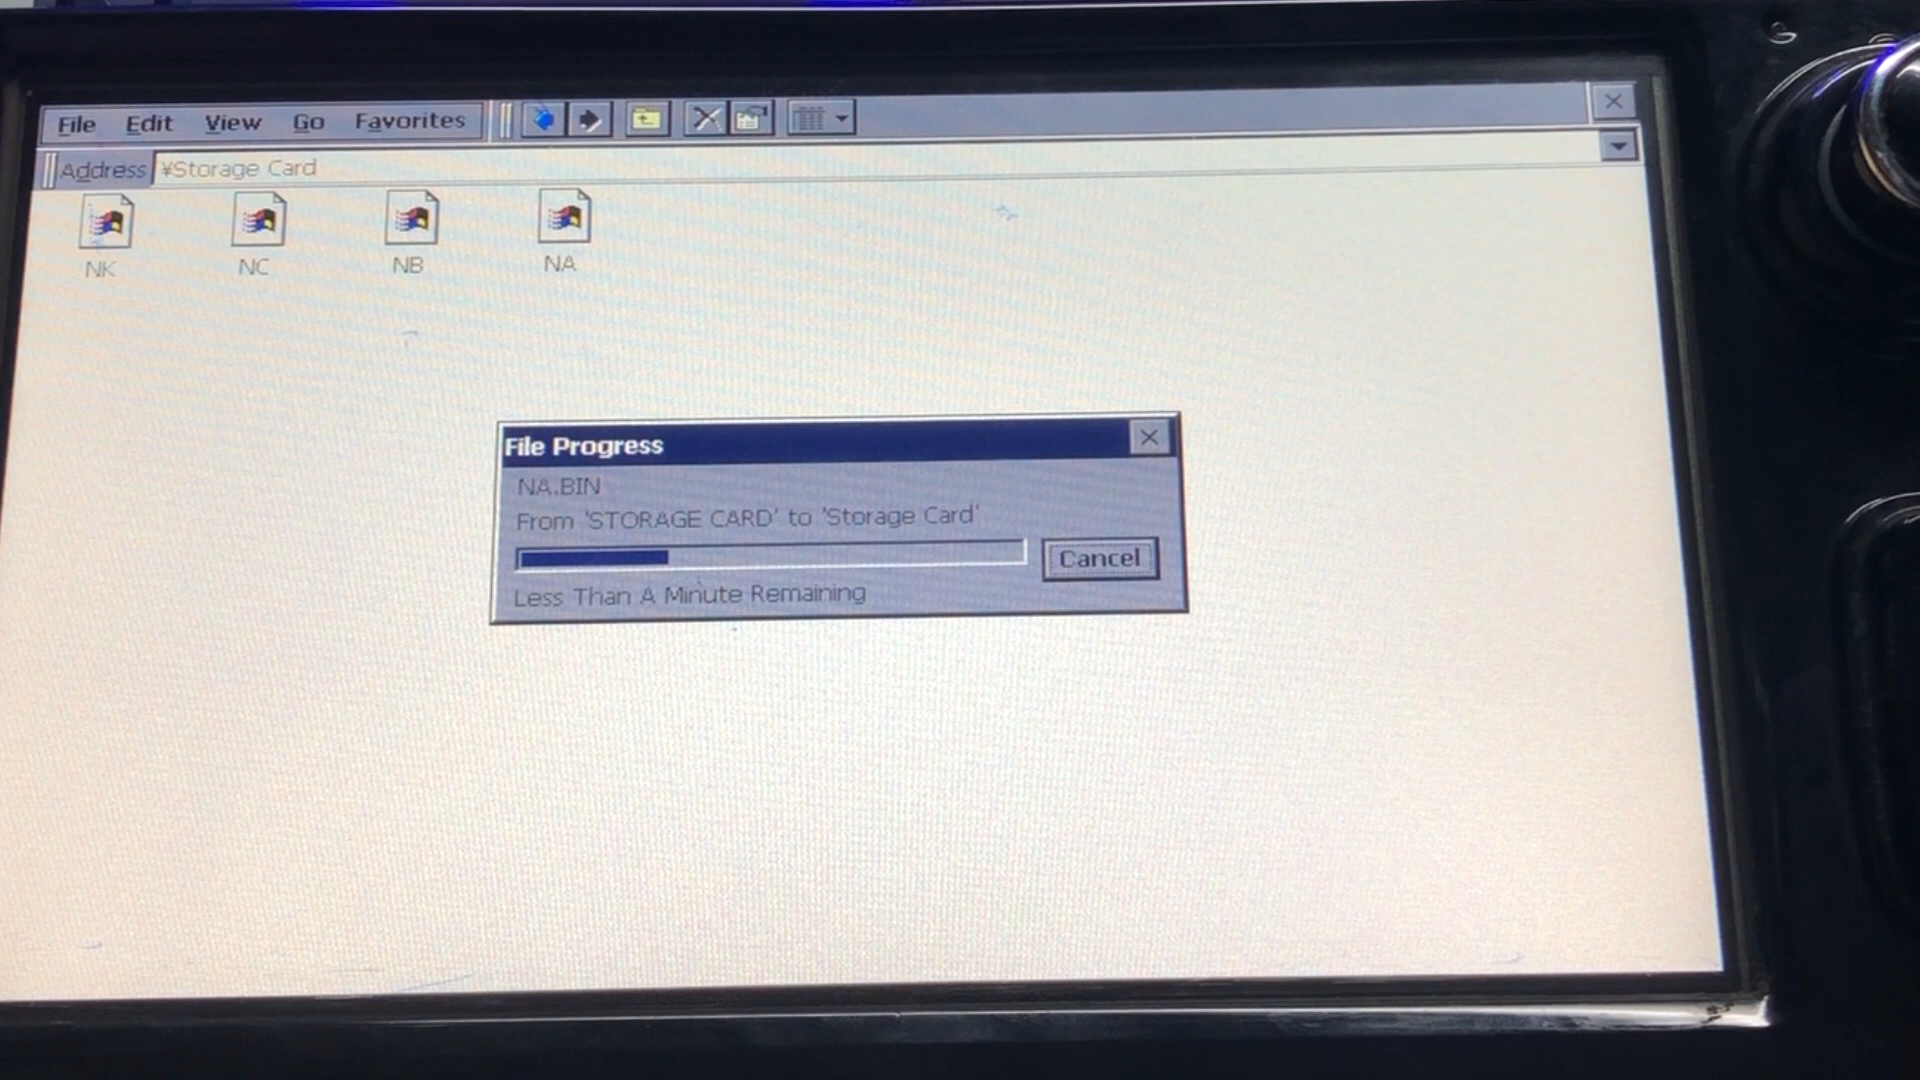 File Edit View Go Favorites
Address ¥Storage Card
NK NC NB NA
File Progress
NA.BIN
From 'STORAGE CARD' to 'Storage Card'
Cancel
Less Than A Minute Remaining